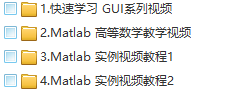 1.快速学习 GUI系列视频
2.Matlab 高等数学教学视频
3.Matlab 实例视频教程1
4.Matlab 实例视频教程2